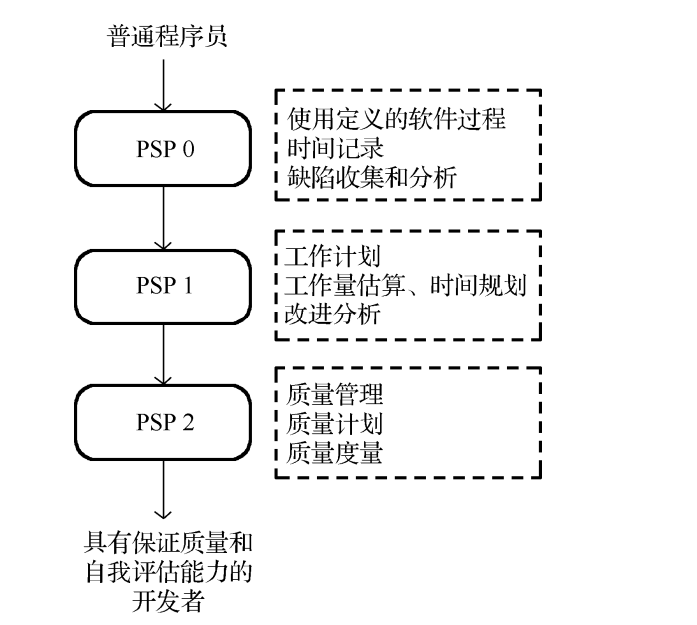 普通程序员
PSP 0
使用定义的软件过程
时间记录
缺陷收集和分析
PSP 1
工作计划
工作量估算、时间规划
改进分析
PSP 2
质量管理
质量计划
质量度量
具有保证质量和
自我评估能力的
开发者